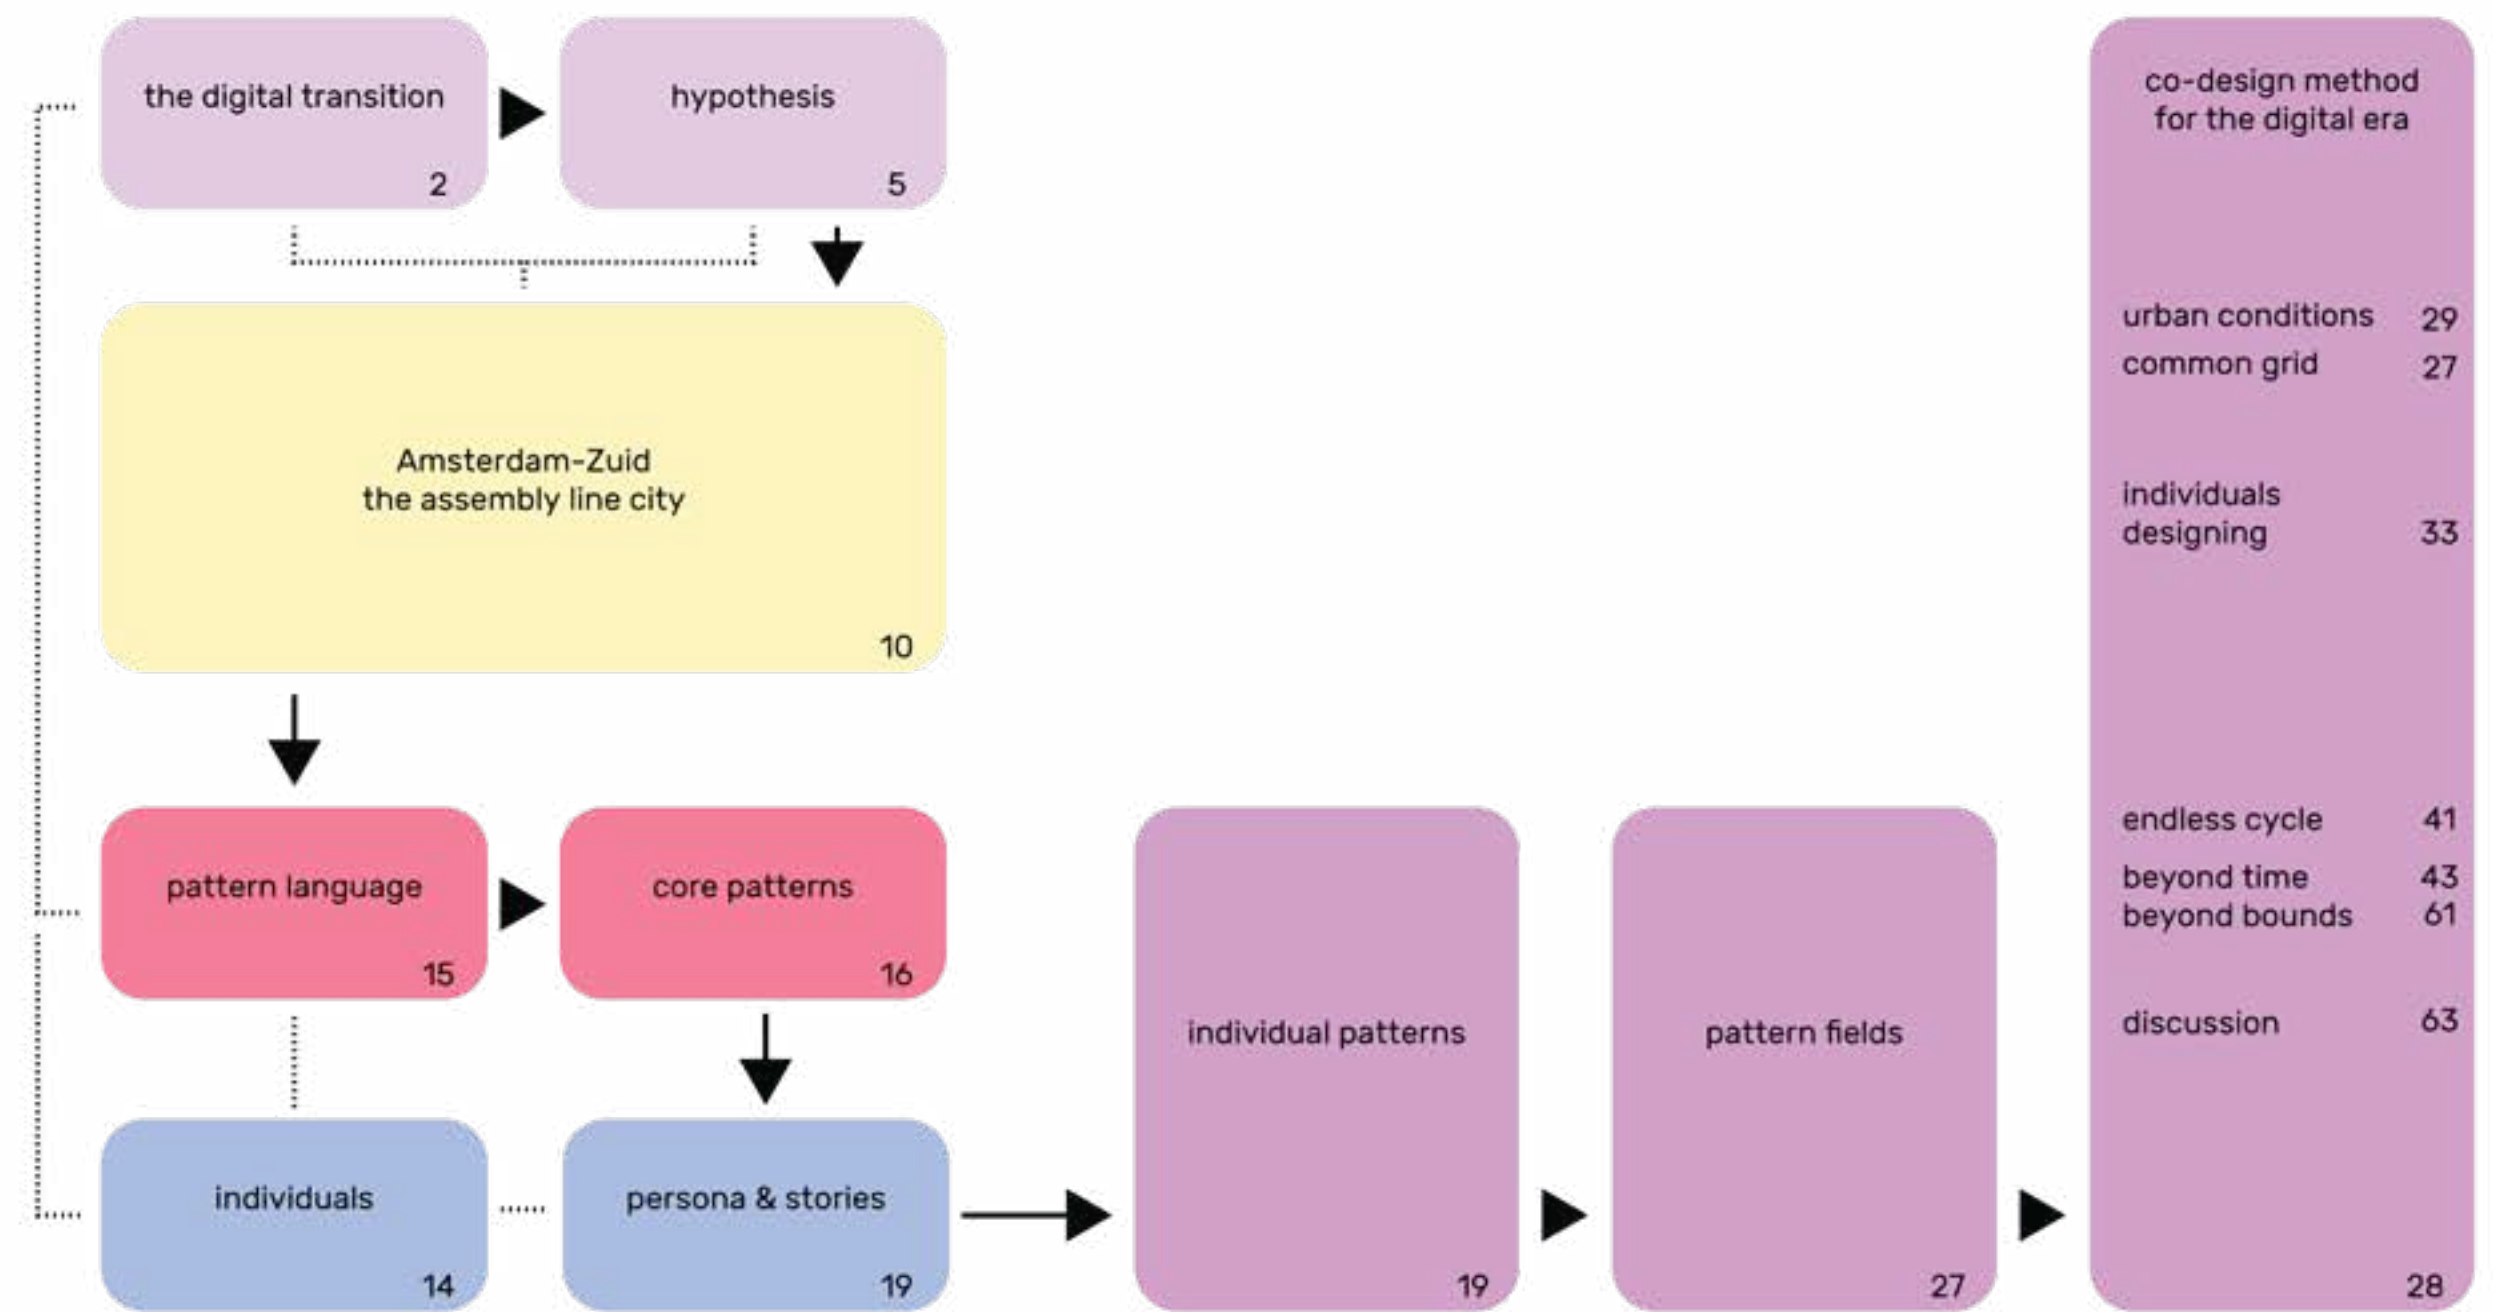 the digital transition
2
hypothesis
5
Amsterdam-Zuid
the assembly line city
10
pattern language
15
core patterns
16
individuals
14
persona & stories
19
individual patterns
19
pattern fields
27
co-design method
for the digital era
urban conditions 29
common grid 27
individuals
designing 33
endless cycle 41
beyond time 43
beyond bounds 61
discussion 63
28